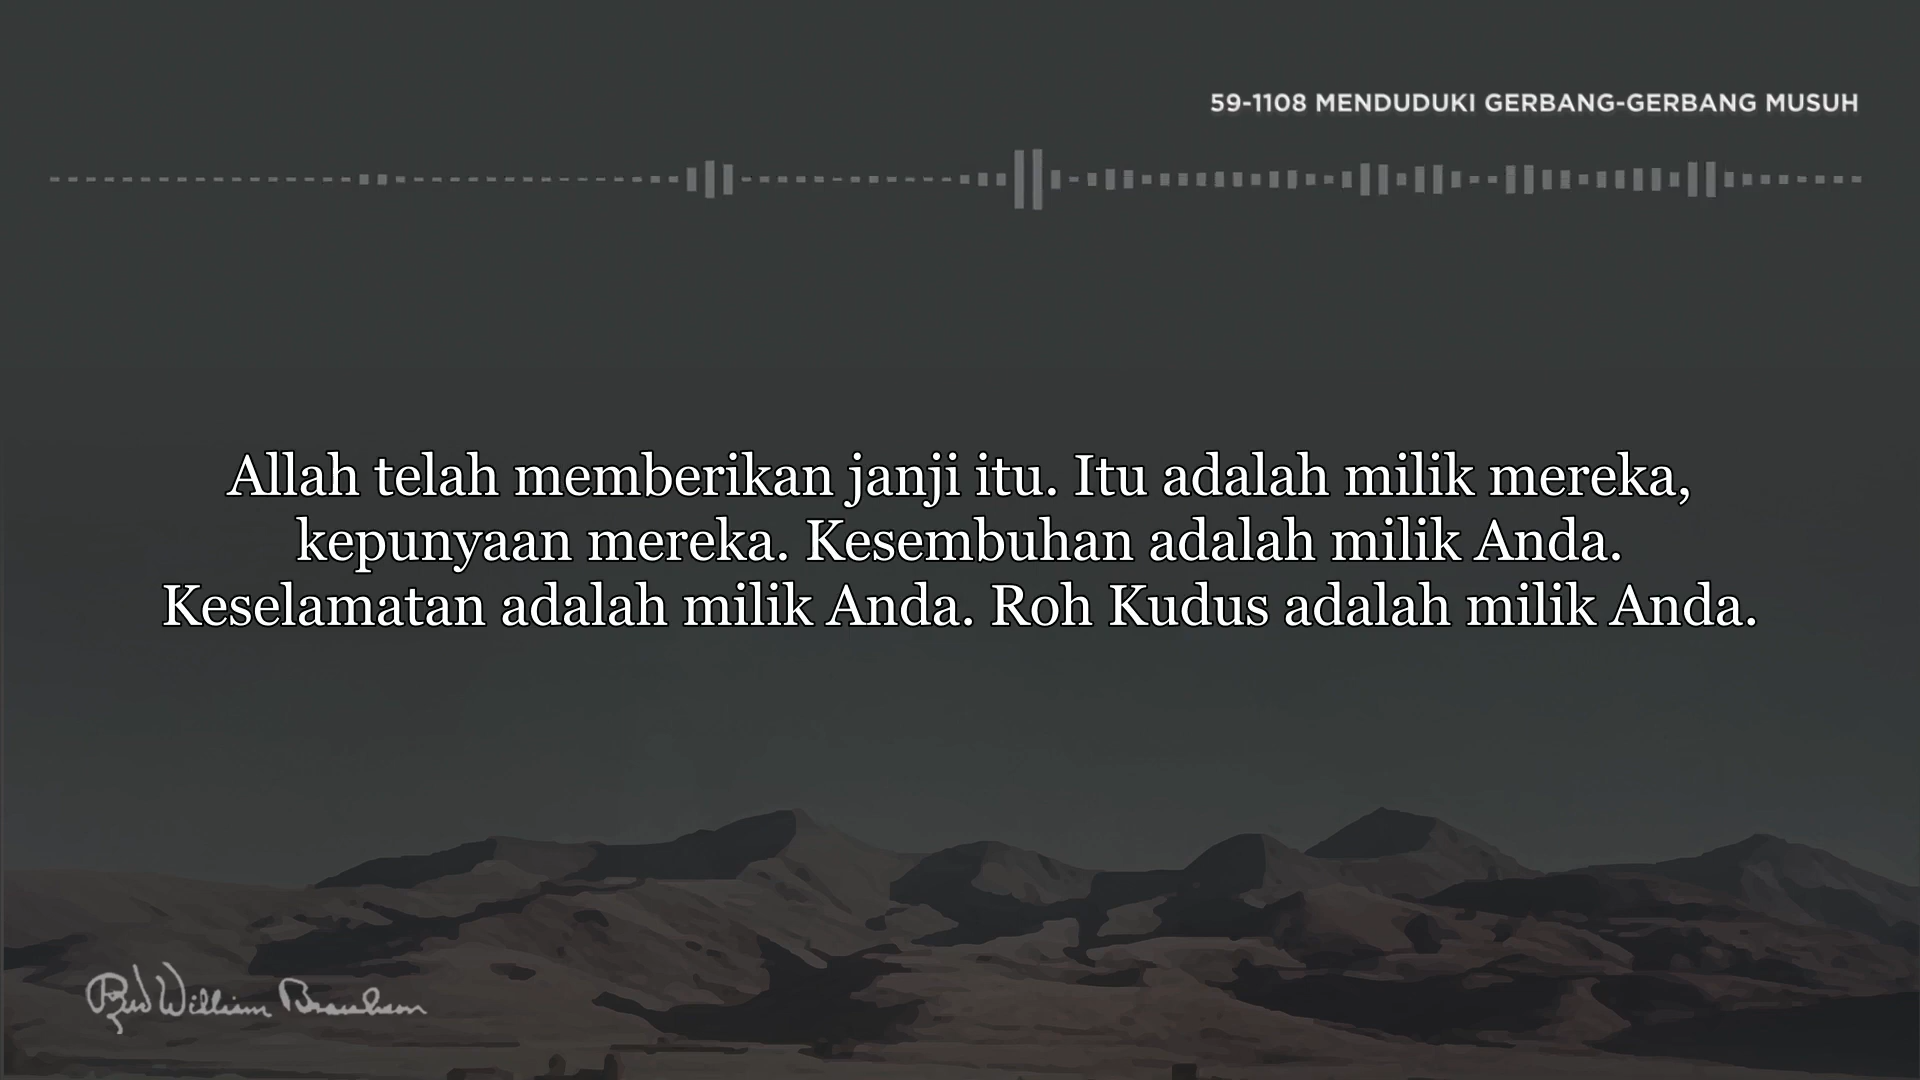 59-1108 MENDUDUKI GERBANG-GERBANG MUSUH
Allah telah memberikan janji itu. Itu adalah milik mereka,
kepunyaan mereka. Kesembuhan adalah milik Anda.
Keselamatan adalah milik Anda. Roh Kudus adalah milik Anda.
Rev William Branham